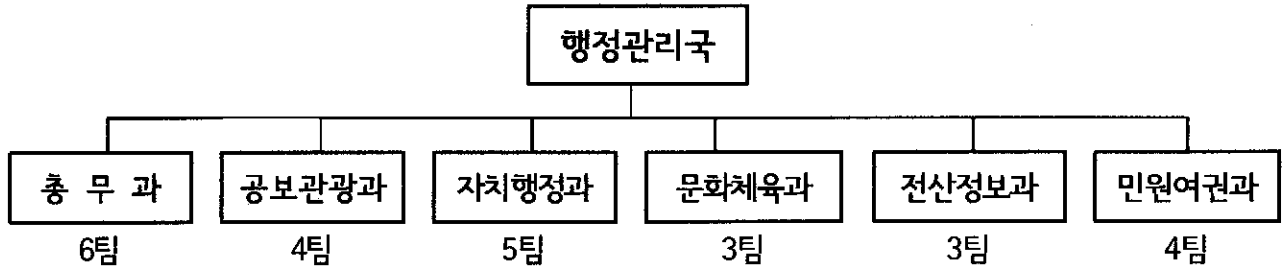 행정관리국
총 무 과 공보관광과 자치행정과 문화체육과 전산정보과 민원여권과
6팀 4팀 5팀 3팀 3팀 4팀